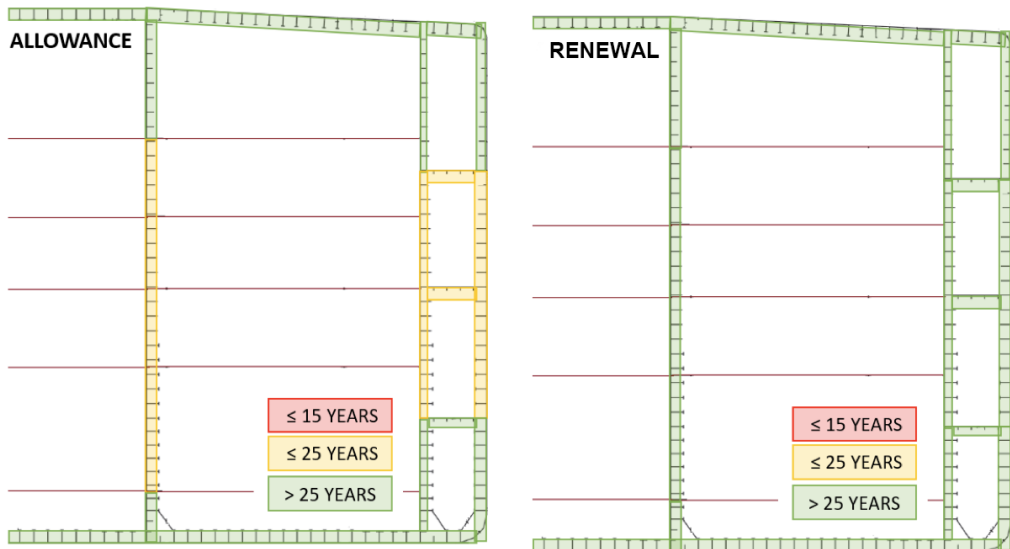 ALLOWANCE
≤ 15 YEARS
≤ 25 YEARS
> 25 YEARS
RENEWAL
≤ 15 YEARS
≤ 25 YEARS
> 25 YEARS